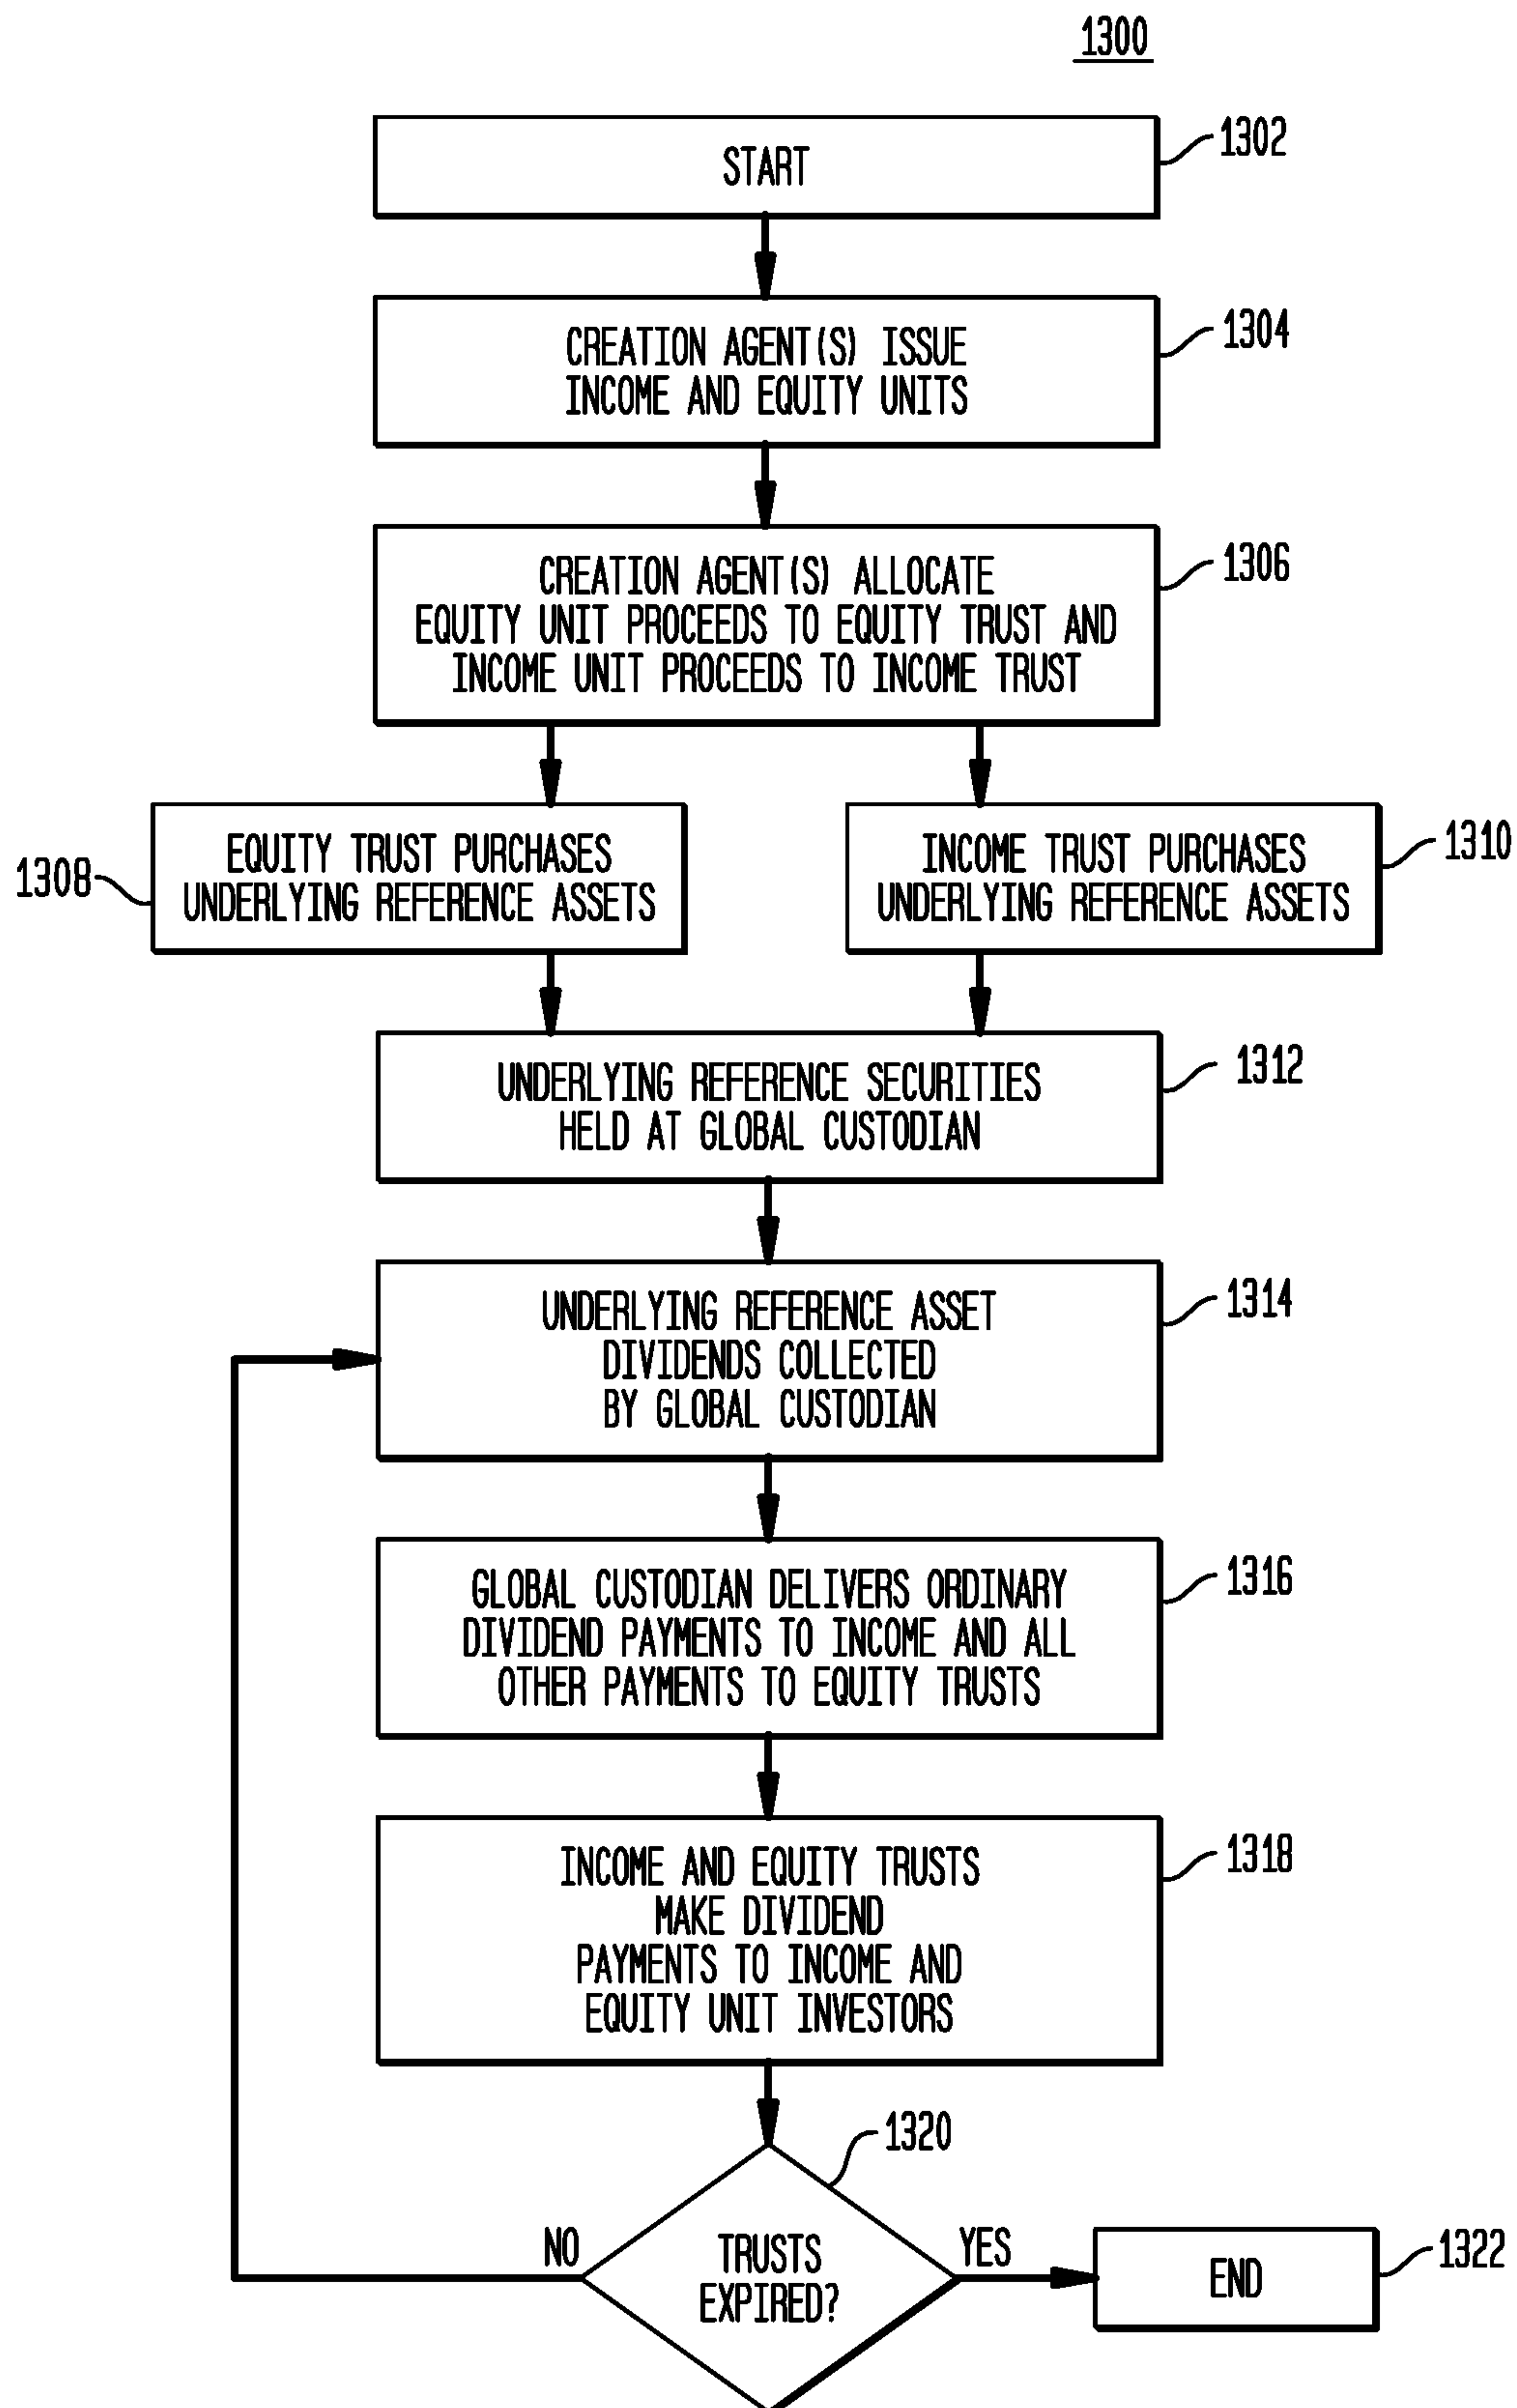 1300
START
1302
CREATION AGENT(S) ISSUE
INCOME AND EQUITY UNITS
1304
CREATION AGENT(S) ALLOCATE
EQUITY UNIT PROCEEDS TO EQUITY TRUST AND
INCOME UNIT PROCEEDS TO INCOME TRUST
1306
1308
EQUITY TRUST PURCHASES
UNDERLYING REFERENCE ASSETS
INCOME TRUST PURCHASES
UNDERLYING REFERENCE ASSETS
1310
UNDERLYING REFERENCE SECURITIES
HELD AT GLOBAL CUSTODIAN
1312
UNDERLYING REFERENCE ASSET
DIVIDENDS COLLECTED
BY GLOBAL CUSTODIAN
1314
GLOBAL CUSTODIAN DELIVERS ORDINARY
DIVIDEND PAYMENTS TO INCOME AND ALL
OTHER PAYMENTS TO EQUITY TRUSTS
1316
INCOME AND EQUITY TRUSTS
MAKE DIVIDEND
PAYMENTS TO INCOME AND
EQUITY UNIT INVESTORS
1318
1320
NO
TRUSTS
EXPIRED?
YES
END
1322